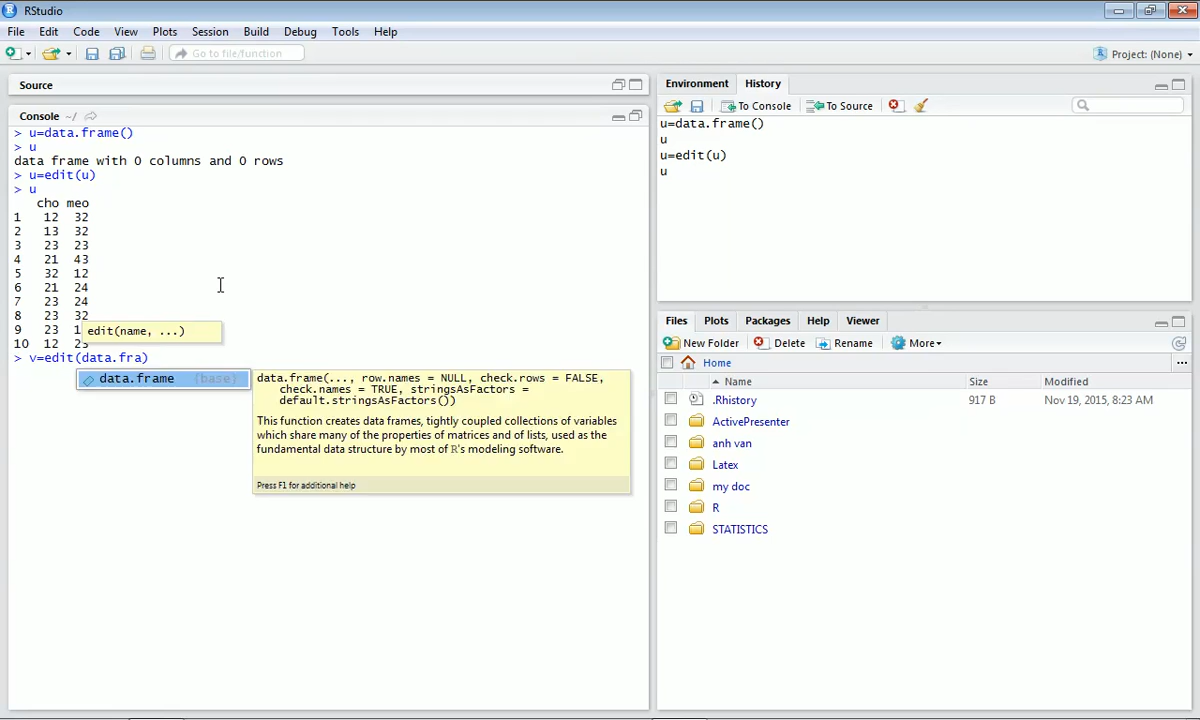 RStudio
File Edit Code View Plots Session Build Debug Tools Help
Go to file/function
Project: (None)
Source
Console ~/
> u=data.frame()
> u
data frame with 0 columns and 0 rows
> u=edit(u)
> u
cho meo
1 12 32
2 13 32
3 23 23
4 21 43
5 32 12
6 21 24
7 23 24
8 23 32
9 23
10 12
edit(name, ...)
> v=edit(data.fra)
data.frame {base}
data.frame(..., row.names = NULL, check.rows = FALSE,
check.names = TRUE, stringsAsFactors =
default.stringsAsFactors())
This function creates data frames, tightly coupled collections of variables
which share many of the properties of matrices and of lists, used as the
fundamental data structure by most of R's modeling software.
Press F1 for additional help
Environment History
To Console To Source
u=data.frame()
u
u=edit(u)
u
Files Plots Packages Help Viewer
New Folder Delete Rename More
Home
Name Size Modified
.Rhistory 917 B Nov 19, 2015, 8:23 AM
ActivePresenter
anh van
Latex
my doc
R
STATISTICS